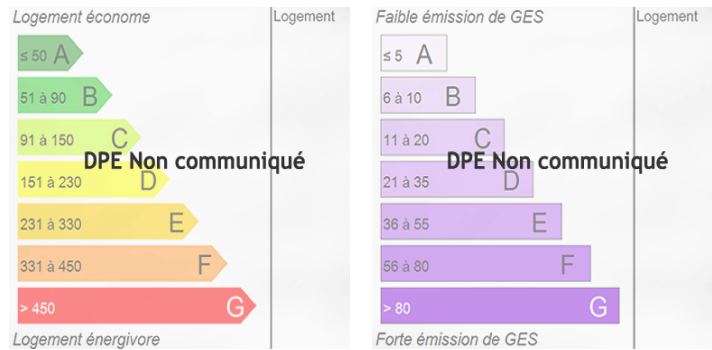 Logement économe
Logement
≤ 50 A
51 à 90 B
91 à 150 C
DPE Non communiqué
151 à 230 D
231 à 330 E
331 à 450 F
> 450 G
Logement énergivore
Faible émission de GES
Logement
≤ 5 A
6 à 10 B
11 à 20 C
DPE Non communiqué
21 à 35 D
36 à 55 E
56 à 80 F
> 80 G
Forte émission de GES